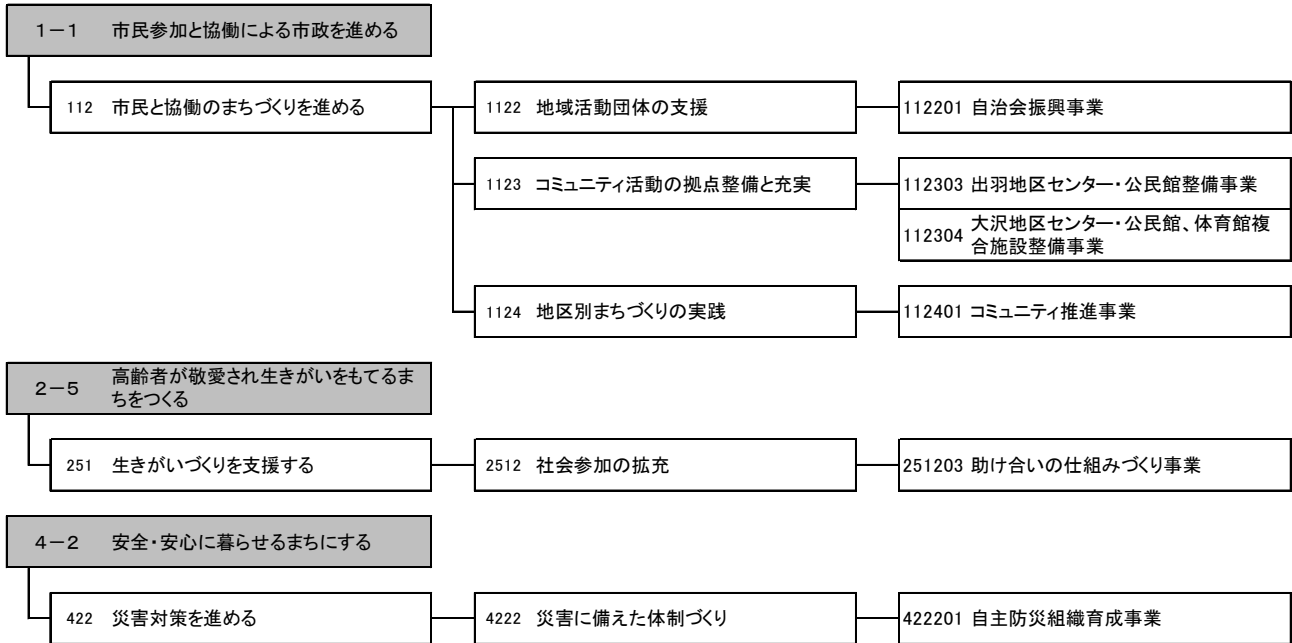 1－1 市民参加と協働による市政を進める
112 市民と協働のまちづくりを進める
1122 地域活動団体の支援
112201 自治会振興事業
1123 コミュニティ活動の拠点整備と充実
112303 出羽地区センター・公民館整備事業
112304 大沢地区センター・公民館、体育館複
合施設整備事業
1124 地区別まちづくりの実践
112401 コミュニティ推進事業
2－5 高齢者が敬愛され生きがいをもてるま
ちをつくる
251 生きがいづくりを支援する
2512 社会参加の拡充
251203 助け合いの仕組みづくり事業
4－2 安全・安心に暮らせるまちにする
422 災害対策を進める
4222 災害に備えた体制づくり
422201 自主防災組織育成事業